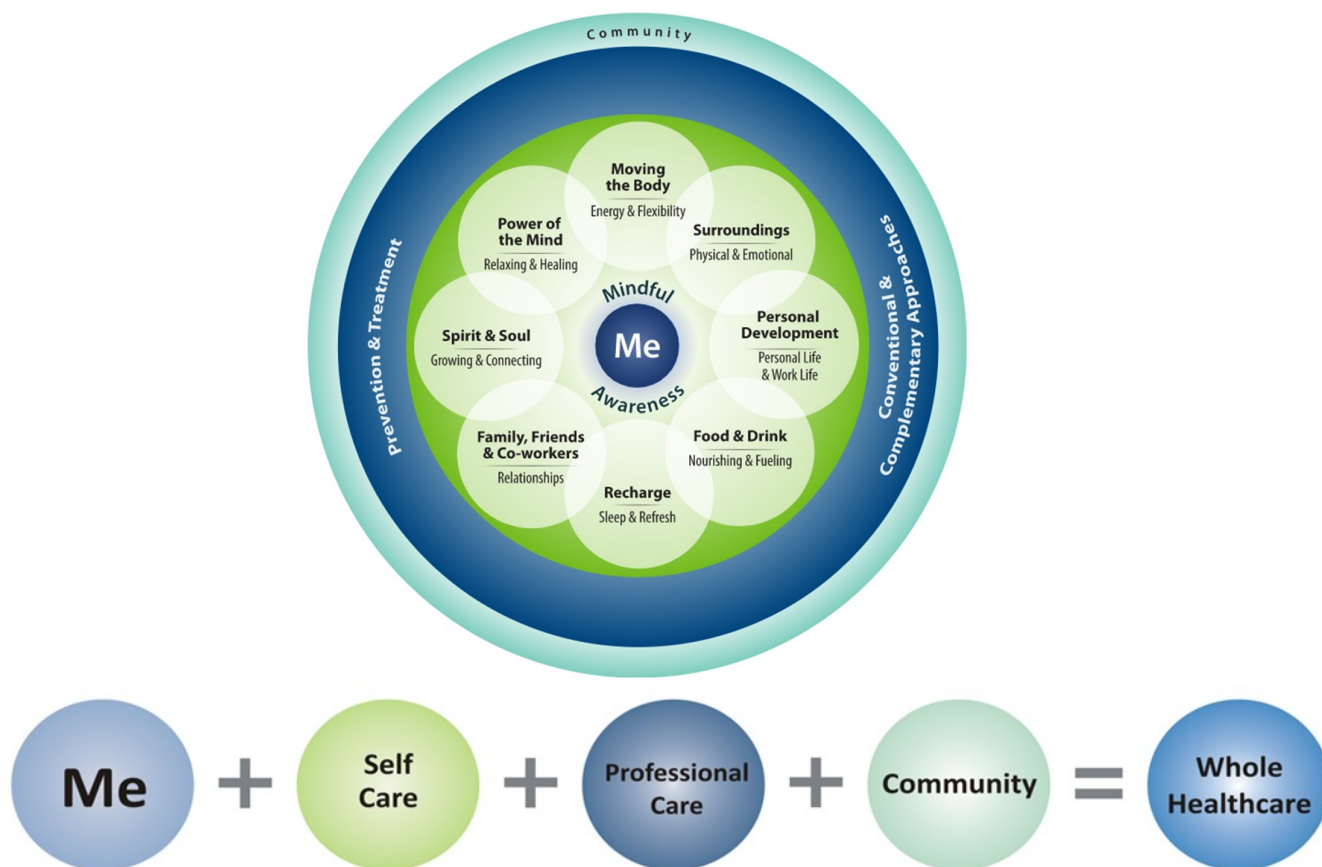 Community
Moving
the Body
Energy & Flexibility
Surroundings
Physical & Emotional
Personal
Development
Personal Life
& Work Life
Food & Drink
Nourishing & Fueling
Recharge
Sleep & Refresh
Family, Friends
& Co-workers
Relationships
Spirit & Soul
Growing & Connecting
Power of
the Mind
Relaxing & Healing
Mindful
Me
Awareness
Prevention & Treatment
Conventional &
Complementary Approaches
Me
+
Self
Care
+
Professional
Care
+
Community
=
Whole
Healthcare